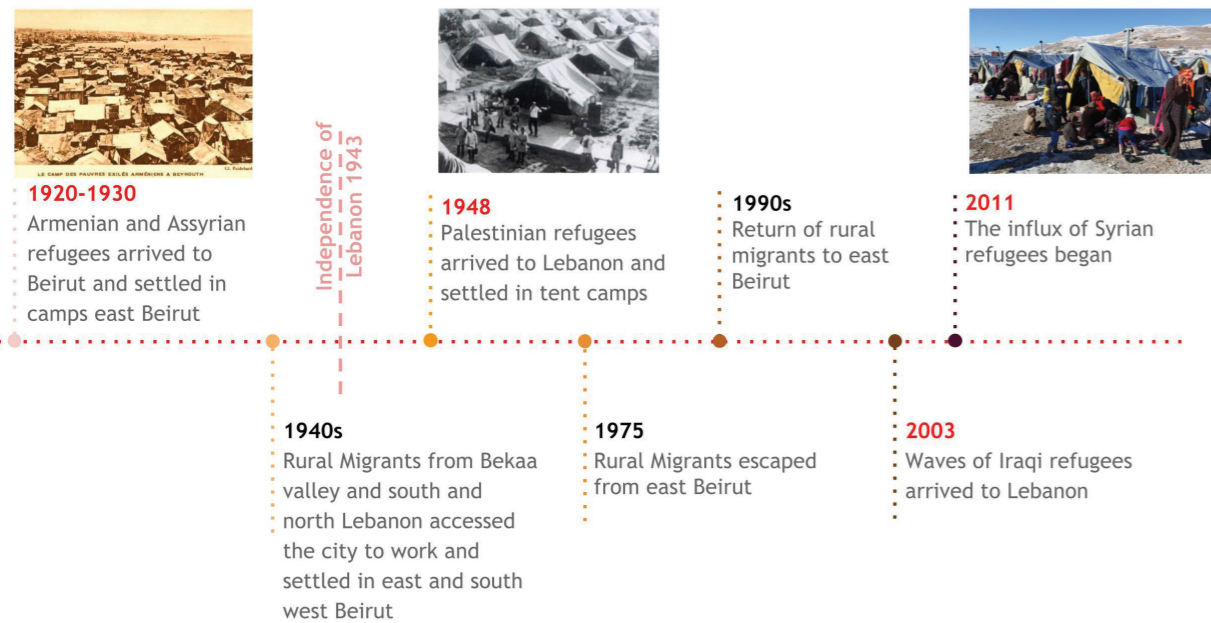 LE CAMP DES PAUVRES EXILÉS ARMÉNIENS A BEYROUTH
1920-1930
Armenian and Assyrian
refugees arrived to
Beirut and settled in
camps east Beirut
Independence of
Lebanon 1943
1948
Palestinian refugees
arrived to Lebanon and
settled in tent camps
1990s
Return of rural
migrants to east
Beirut
2011
The influx of Syrian
refugees began
1940s
Rural Migrants from Bekaa
valley and south and
north Lebanon accessed
the city to work and
settled in east and south
west Beirut
1975
Rural Migrants escaped
from east Beirut
2003
Waves of Iraqi refugees
arrived to Lebanon